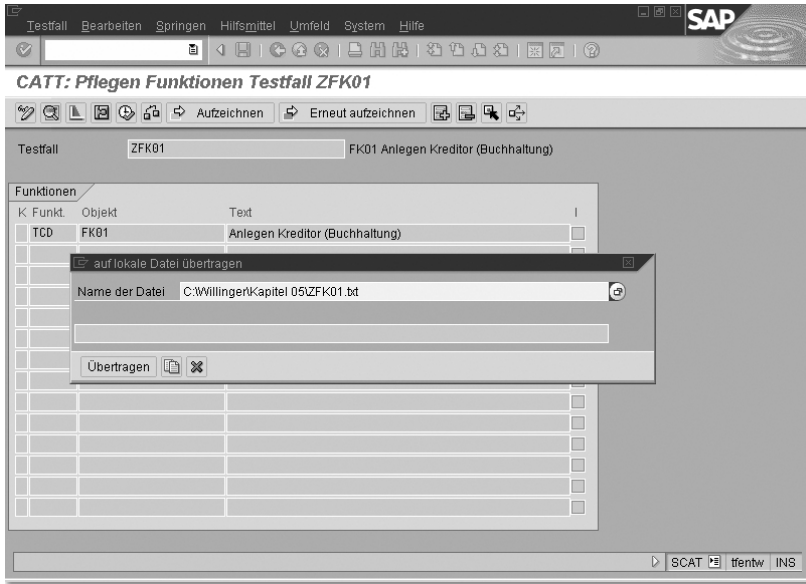 Testfall Bearbeiten Springen Hilfsmittel Umfeld System Hilfe
SAP
CATT: Pflegen Funktionen Testfall ZFK01
Aufzeichnen Erneut aufzeichnen
Testfall ZFK01 FK01 Anlegen Kreditor (Buchhaltung)
Funktionen
K Funkt. Objekt Text I
TCD FK01 Anlegen Kreditor (Buchhaltung)
auf lokale Datei übertragen
Name der Datei C:\Willinger\Kapitel 05\ZFK01.txt
Übertragen
SCAT tfentw INS